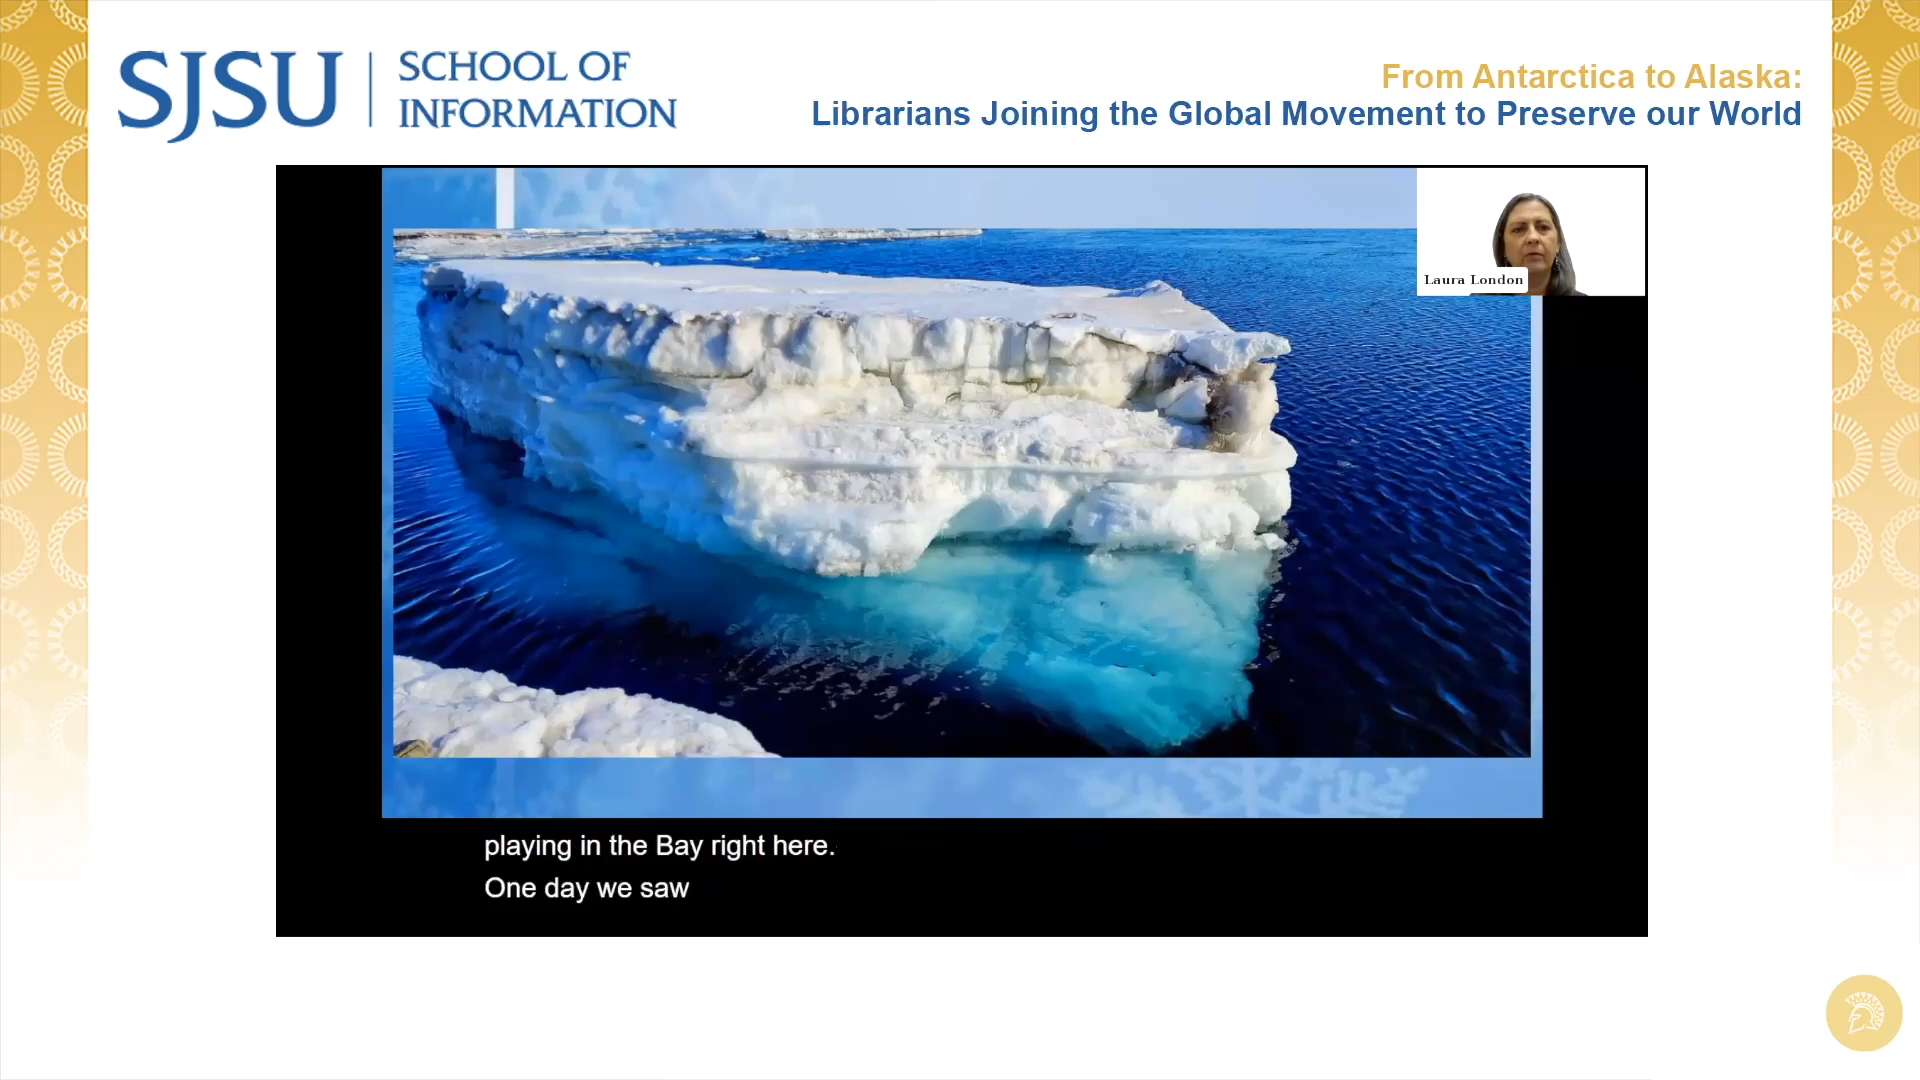 SJSU
SCHOOL OF
INFORMATION
From Antarctica to Alaska:
Librarians Joining the Global Movement to Preserve our World
Laura London
playing in the Bay right here.
One day we saw